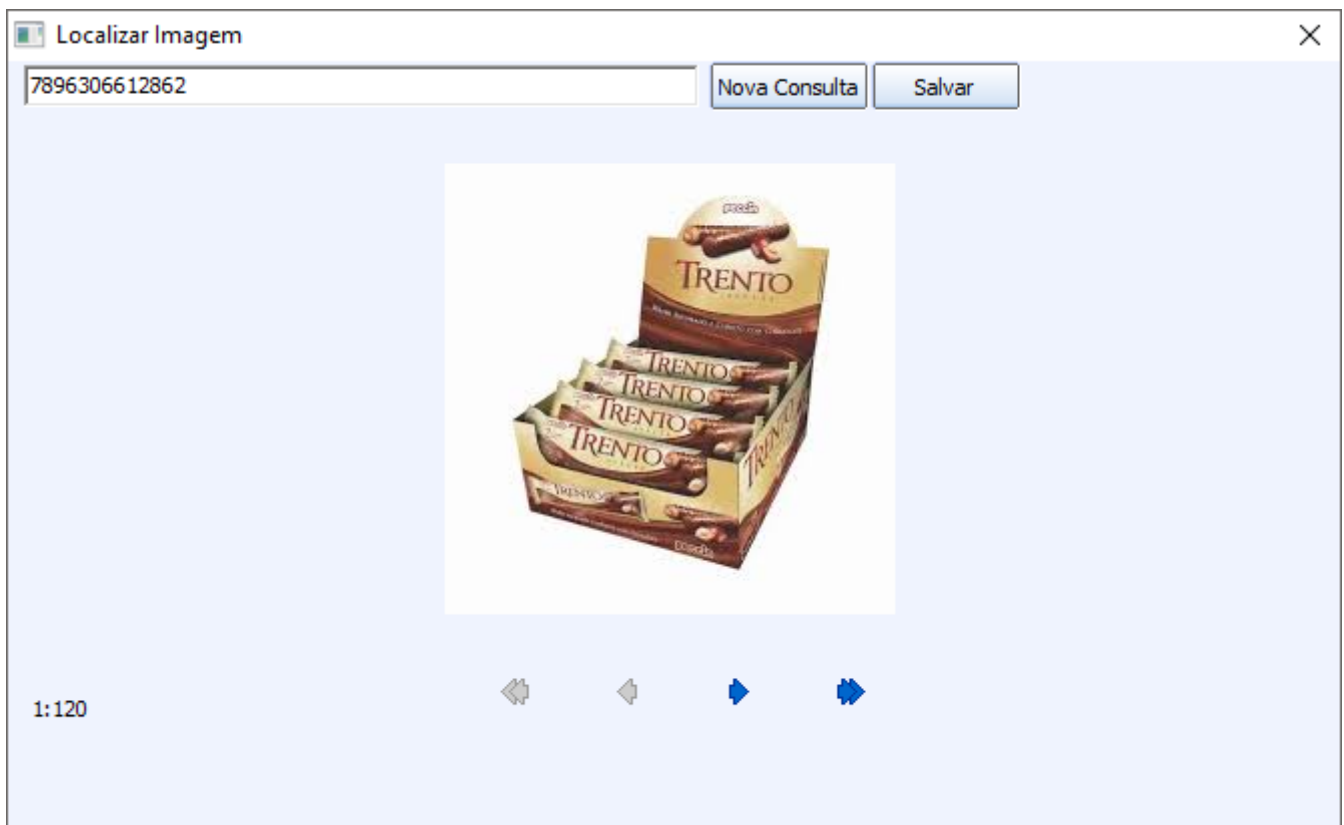 Localizar Imagem
7896306612862
Nova Consulta
Salvar
peccin
TRENTO
TRENTO
TRENTO
TRENTO
TRENTO
TRENTO
TRENTO
peccin
1:120